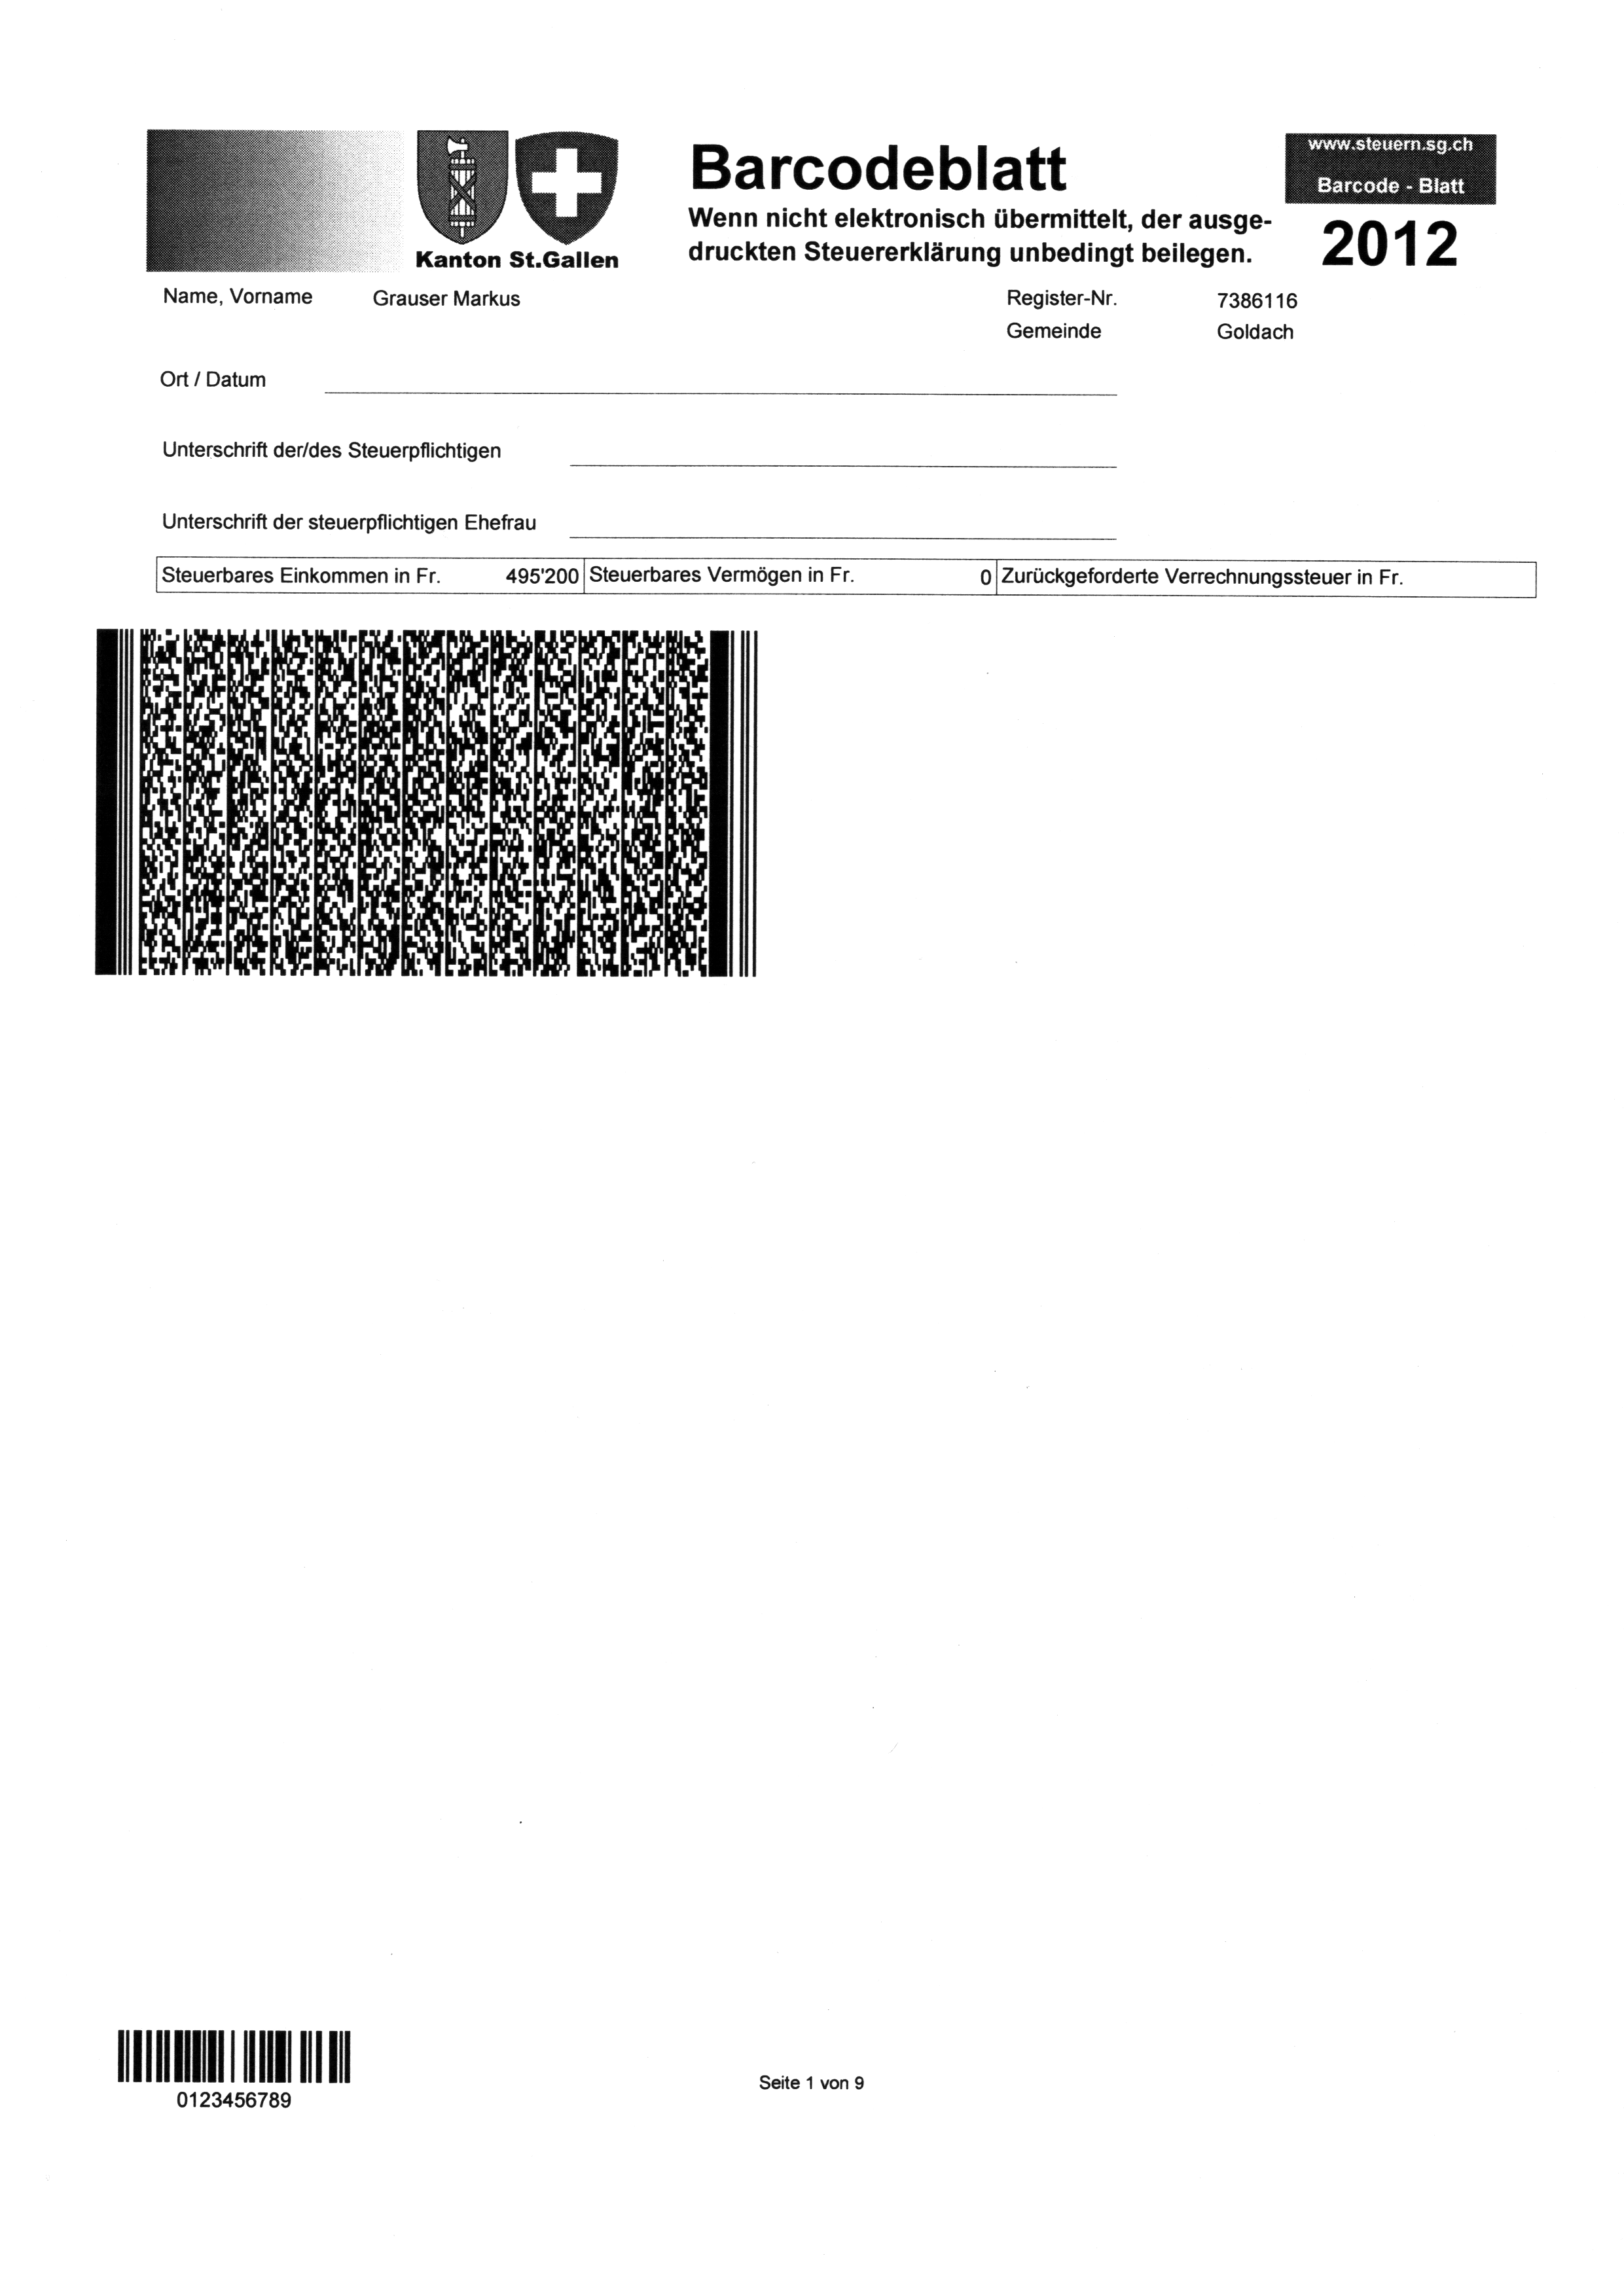 Barcodeblatt
Wenn nicht elektronisch übermittelt, der ausge-
druckten Steuererklärung unbedingt beilegen.
www.steuern.sg.ch
Barcode - Blatt
2012
Kanton St.Gallen
Name, Vorname Grauser Markus
Register-Nr. 7386116
Gemeinde Goldach
Ort / Datum
Unterschrift der/des Steuerpflichtigen
Unterschrift der steuerpflichtigen Ehefrau
Steuerbares Einkommen in Fr. 495'200 Steuerbares Vermögen in Fr. 0 Zurückgeforderte Verrechnungssteuer in Fr.
0123456789
Seite 1 von 9